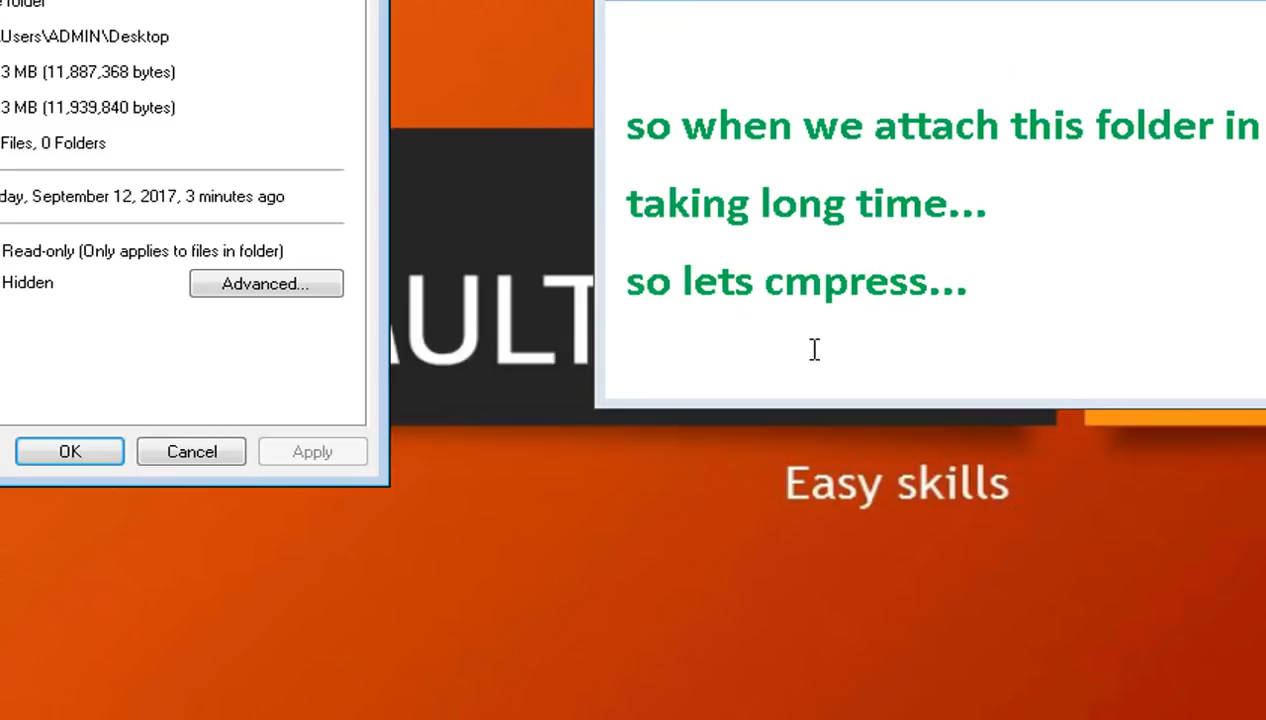 folder
Users\ADMIN\Desktop
3 MB (11,887,368 bytes)
3 MB (11,939,840 bytes)
Files, 0 Folders
day, September 12, 2017, 3 minutes ago
Read-only (Only applies to files in folder)
Hidden
Advanced...
OK
Cancel
Apply
so when we attach this folder in
taking long time...
so lets cmpress...
AULT
Easy skills